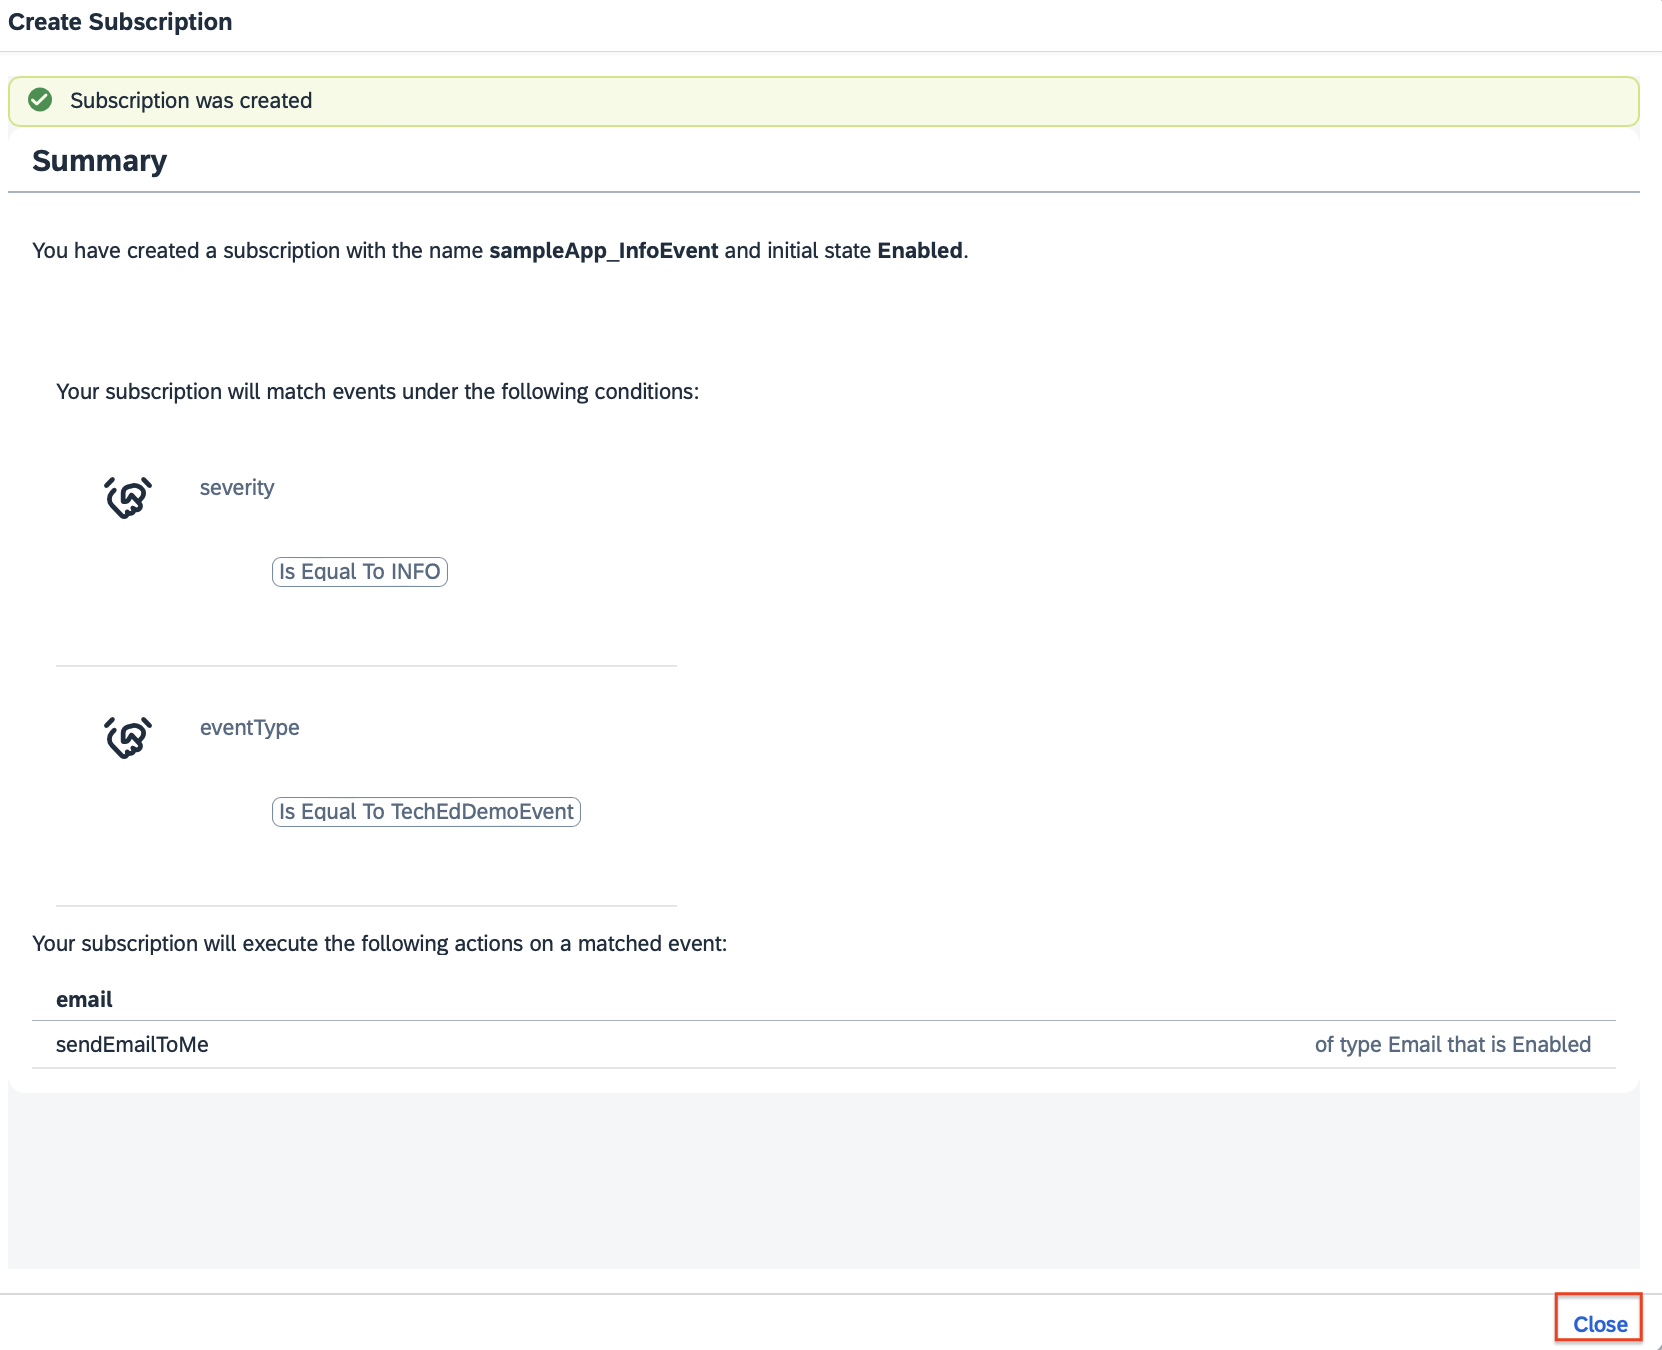 Create Subscription
Subscription was created
Summary
You have created a subscription with the name sampleApp_InfoEvent and initial state Enabled.
Your subscription will match events under the following conditions:
severity
Is Equal To INFO
eventType
Is Equal To TechEdDemoEvent
Your subscription will execute the following actions on a matched event:
email
sendEmailToMe of type Email that is Enabled
Close